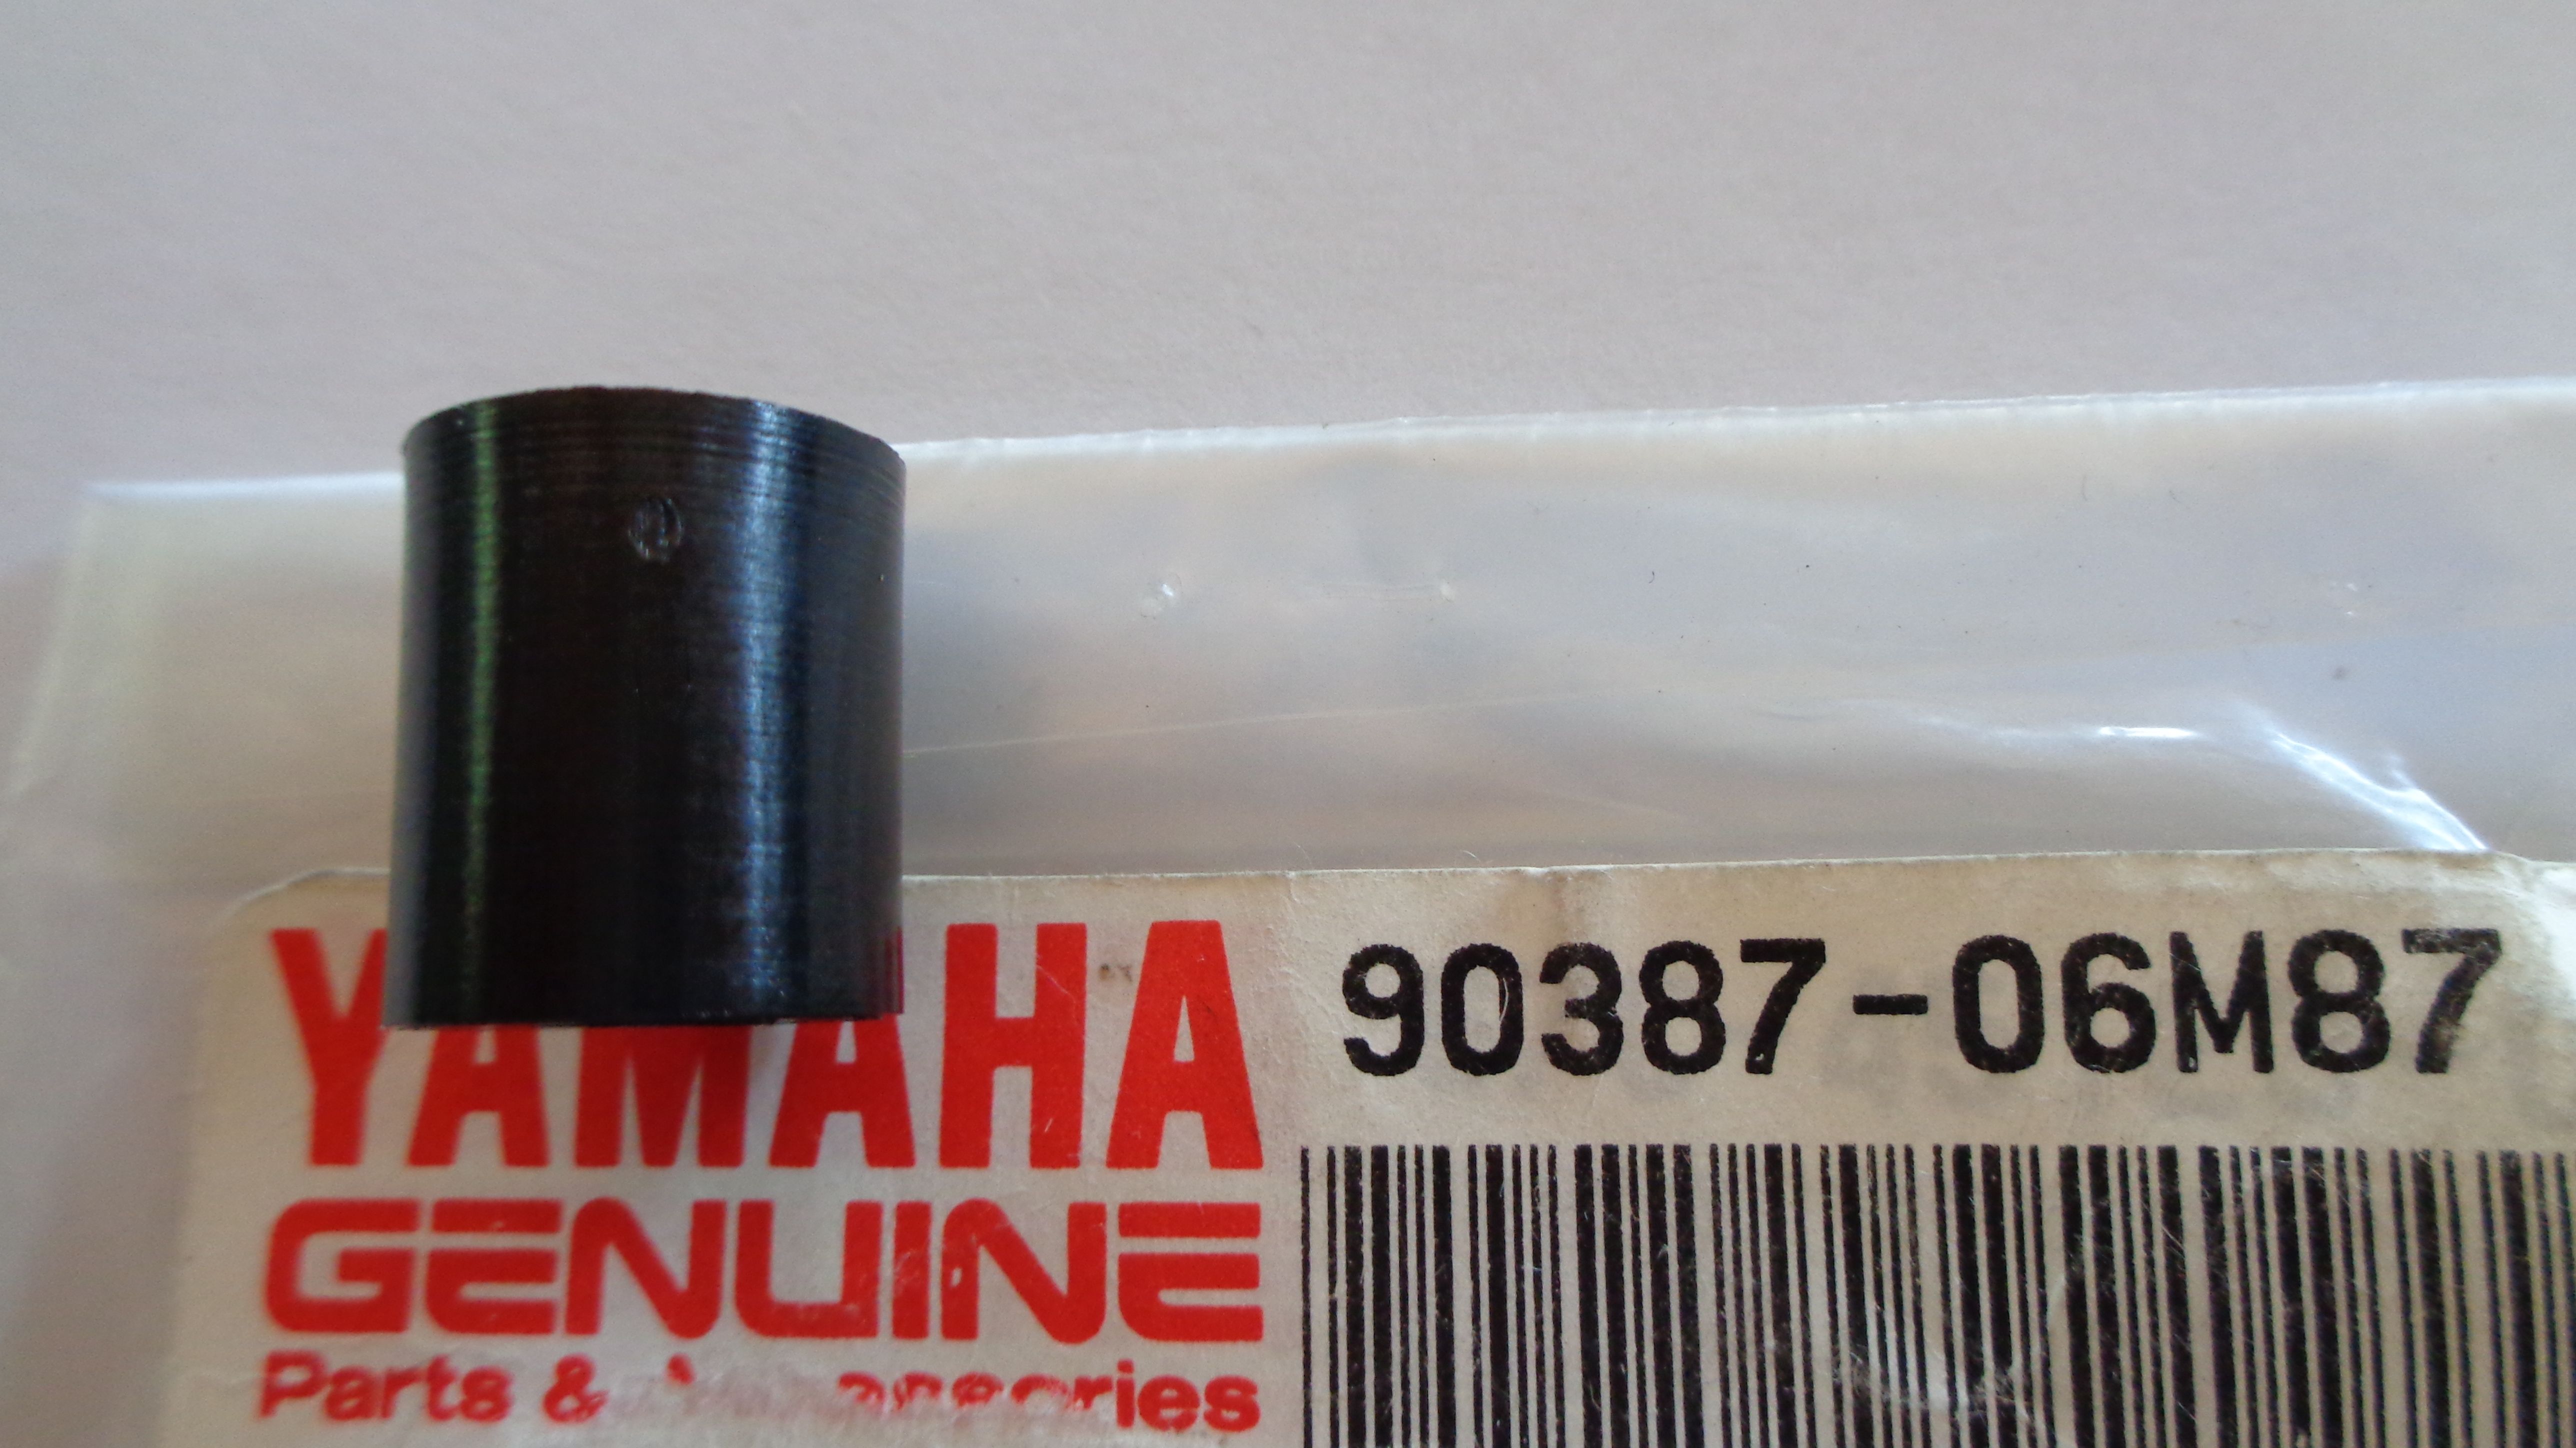 YAMAHA
GENUINE
Parts &
90387-06M87